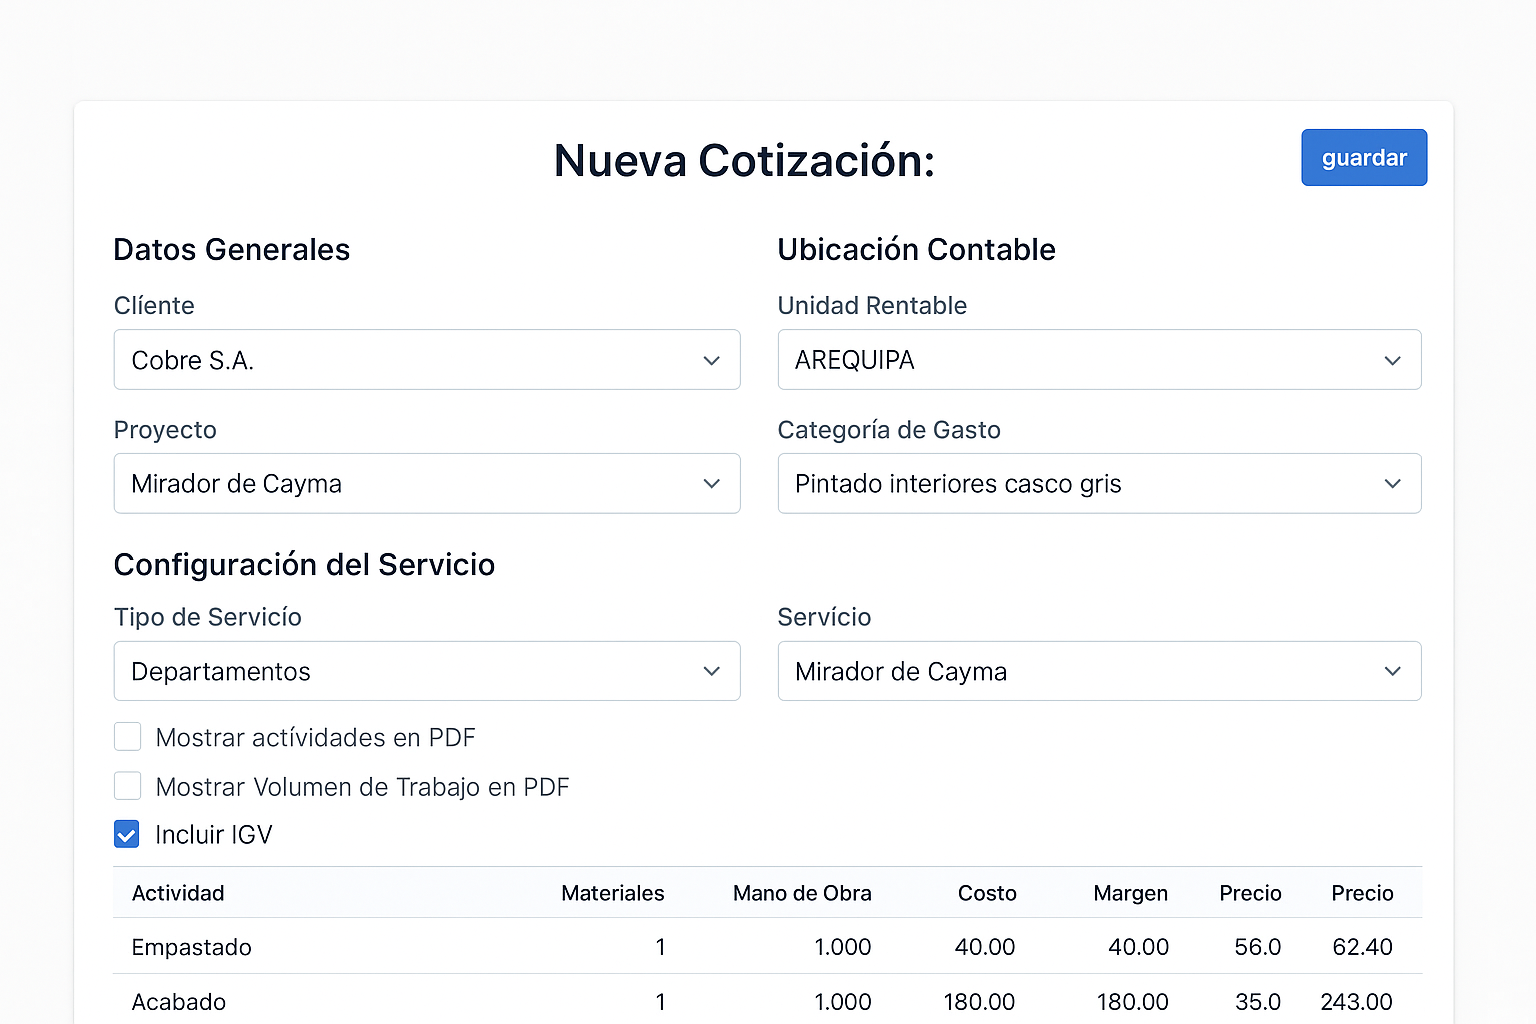 Nueva Cotización:
guardar
Datos Generales
Ubicación Contable
Clíente
Unidad Rentable
Cobre S.A.
AREQUIPA
Proyecto
Categoría de Gasto
Mirador de Cayma
Pintado interiores casco gris
Configuración del Servicio
Tipo de Servicío
Servício
Departamentos
Mirador de Cayma
Mostrar actívidades en PDF
Mostrar Volumen de Trabajo en PDF
Incluir IGV
Actividad Materiales Mano de Obra Costo Margen Precio Precio
Empastado 1 1.000 40.00 40.00 56.0 62.40
Acabado 1 1.000 180.00 180.00 35.0 243.00